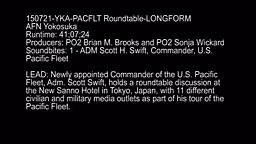 150721-YKA-PACFLT Roundtable-LONGFORM
AFN Yokosuka
Runtime: 41:07:24
Producers: PO2 Brian M. Brooks and PO2 Sonja Wickard
Soundbites: 1 - ADM Scott H. Swift, Commander, U.S.
Pacific Fleet
LEAD: Newly appointed Commander of the U.S. Pacific
Fleet, Adm. Scott Swift, holds a roundtable discussion at
the New Sanno Hotel in Tokyo, Japan, with 11 different
civilian and military media outlets as part of his tour of the
Pacific Fleet.